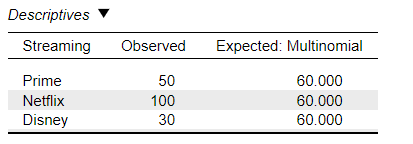 Descriptives ▼
Streaming Observed Expected: Multinomial
Prime 50 60.000
Netflix 100 60.000
Disney 30 60.000